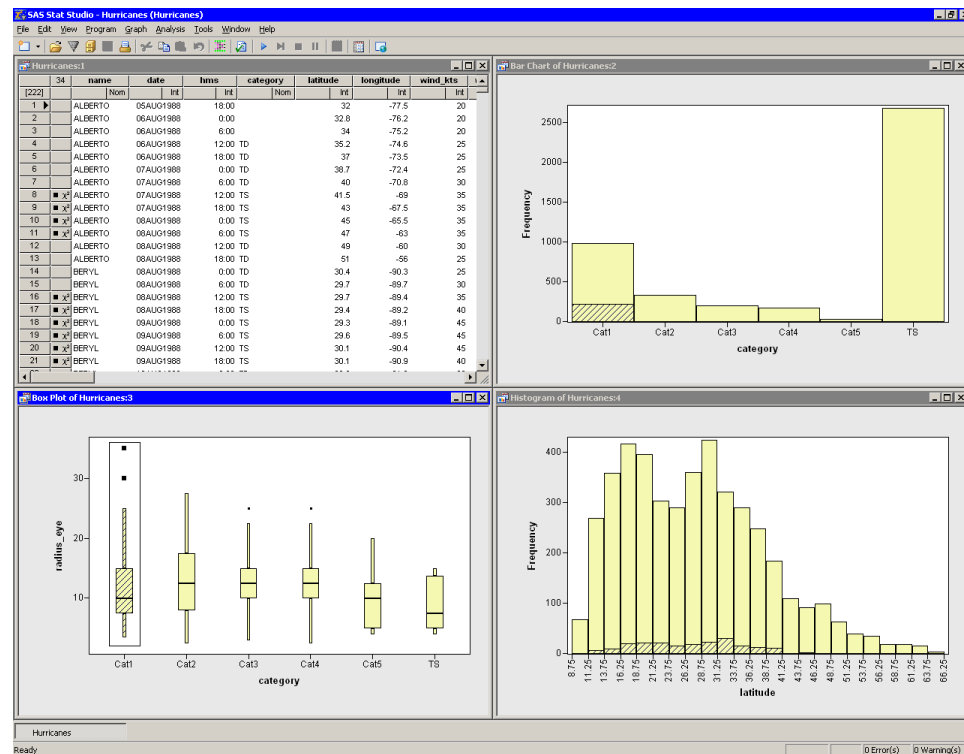 SAS Stat Studio - Hurricanes (Hurricanes)
File Edit View Program Graph Analysis Tools Window Help
Hurricanes:1
34 name date hms category latitude longitude wind_kts
[222] Nom Int Int Nom Int Int Int
1 ALBERTO 05AUG1988 18:00 32 -77.5 20
2 ALBERTO 06AUG1988 0:00 32.8 -76.2 20
3 ALBERTO 06AUG1988 6:00 34 -75.2 20
4 ALBERTO 06AUG1988 12:00 TD 35.2 -74.6 25
5 ALBERTO 06AUG1988 18:00 TD 37 -73.5 25
6 ALBERTO 07AUG1988 0:00 TD 38.7 -72.4 25
7 ALBERTO 07AUG1988 6:00 TD 40 -70.8 30
8 χ² ALBERTO 07AUG1988 12:00 TS 41.5 -69 35
9 χ² ALBERTO 07AUG1988 18:00 TS 43 -67.5 35
10 χ² ALBERTO 08AUG1988 0:00 TS 45 -65.5 35
11 χ² ALBERTO 08AUG1988 6:00 TS 47 -63 35
12 ALBERTO 08AUG1988 12:00 TD 49 -60 30
13 ALBERTO 08AUG1988 18:00 TD 51 -56 25
14 BERYL 08AUG1988 0:00 TD 30.4 -90.3 25
15 BERYL 08AUG1988 6:00 TD 29.7 -89.7 30
16 χ² BERYL 08AUG1988 12:00 TS 29.7 -89.4 35
17 χ² BERYL 08AUG1988 18:00 TS 29.4 -89.2 40
18 χ² BERYL 09AUG1988 0:00 TS 29.3 -89.1 45
19 χ² BERYL 09AUG1988 6:00 TS 29.6 -89.5 45
20 χ² BERYL 09AUG1988 12:00 TS 30.1 -90.4 45
21 χ² BERYL 09AUG1988 18:00 TS 30.1 -90.9 40
Bar Chart of Hurricanes:2
Frequency
2500
2000
1500
1000
500
0
Cat1 Cat2 Cat3 Cat4 Cat5 TS
category
Box Plot of Hurricanes:3
radius_eye
30
20
10
Cat1 Cat2 Cat3 Cat4 Cat5 TS
category
Histogram of Hurricanes:4
Frequency
400
300
200
100
0
8.75 11.25 13.75 16.25 18.75 21.25 23.75 26.25 28.75 31.25 33.75 36.25 38.75 41.25 43.75 46.25 48.75 51.25 53.75 56.25 58.75 61.25 63.75 66.25
latitude
Hurricanes
Ready
0 Error(s) 0 Warning(s)